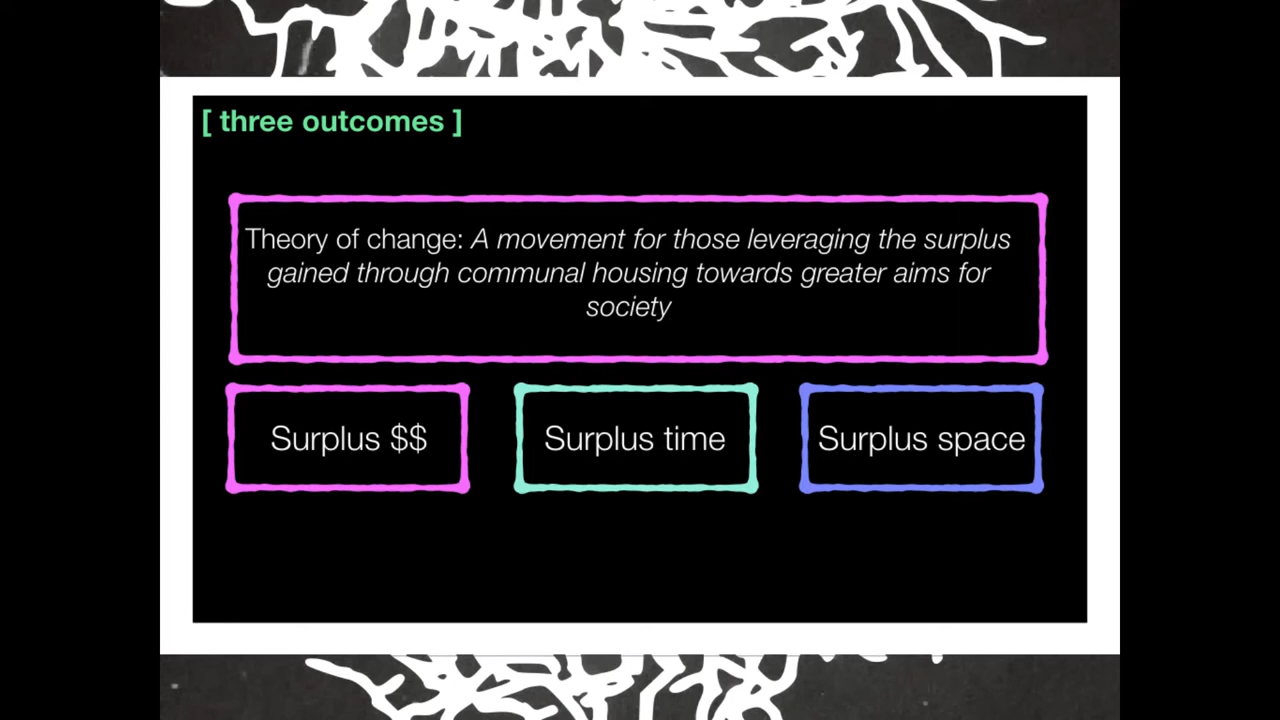 [ three outcomes ]
Theory of change: A movement for those leveraging the surplus
gained through communal housing towards greater aims for
society
Surplus $$
Surplus time
Surplus space